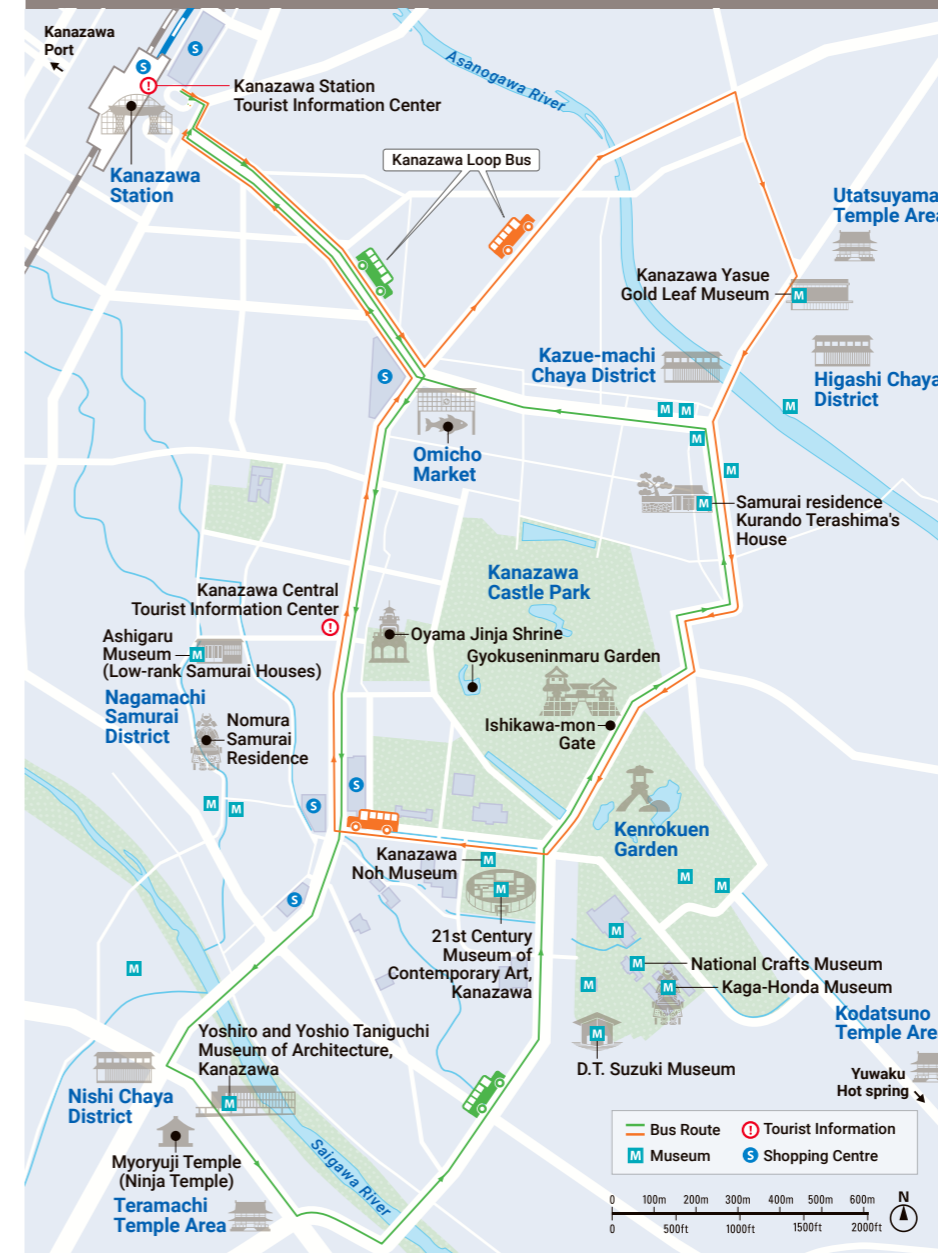 Kanazawa
Port
S
S
Kanazawa Station
Tourist Information Center
Kanazawa
Station
Asanogawa River
Kanazawa Loop Bus
Utatsuyama
Temple Area
Kanazawa Yasue
Gold Leaf Museum
M
Kazue-machi
Chaya District
Higashi Chaya
District
S
M
M
M
M
M
Omicho
Market
M
Samurai residence
Kurando Terashima's
House
Kanazawa
Castle Park
Kanazawa Central
Tourist Information Center
!
!
Oyama Jinja Shrine
Ashigaru
Museum
(Low-rank Samurai Houses)
M
Gyokuseninmaru Garden
Nagamachi
Samurai
District
Nomura
Samurai
Residence
Ishikawa-mon
Gate
S
S
M
M
Kenrokuen
Garden
Kanazawa
Noh Museum
M
M
M
M
S
21st Century
Museum of
Contemporary Art,
Kanazawa
M
M
National Crafts Museum
M
M
Kaga-Honda Museum
M
Kodatsuno
Temple Are
Yoshiro and Yoshio Taniguchi
Museum of Architecture,
Kanazawa
M
M
D.T. Suzuki Museum
Yuwaku
Hot spring
Nishi Chaya
District
Myoryuji Temple
(Ninja Temple)
Saigawa River
Teramachi
Temple Area
Bus Route
! Tourist Information
M Museum
S Shopping Centre
0 100m 200m 300m 400m 500m 600m
0 500ft 1000ft 1500ft 2000ft
N